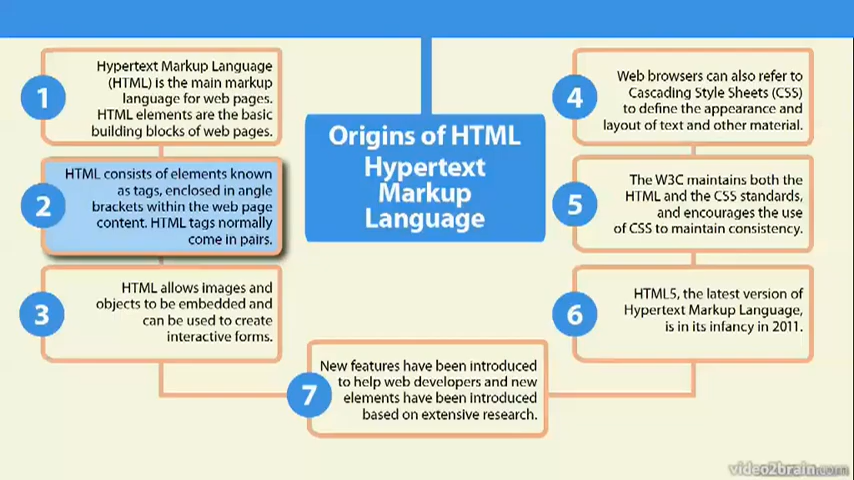 Origins of HTML
Hypertext
Markup
Language
1
Hypertext Markup Language
(HTML) is the main markup
language for web pages.
HTML elements are the basic
building blocks of web pages.
2
HTML consists of elements known
as tags, enclosed in angle
brackets within the web page
content. HTML tags normally
come in pairs.
3
HTML allows images and
objects to be embedded and
can be used to create
interactive forms.
4
Web browsers can also refer to
Cascading Style Sheets (CSS)
to define the appearance and
layout of text and other material.
5
The W3C maintains both the
HTML and the CSS standards,
and encourages the use
of CSS to maintain consistency.
6
HTML5, the latest version of
Hypertext Markup Language,
is in its infancy in 2011.
7
New features have been introduced
to help web developers and new
elements have been introduced
based on extensive research.
video2brain.com